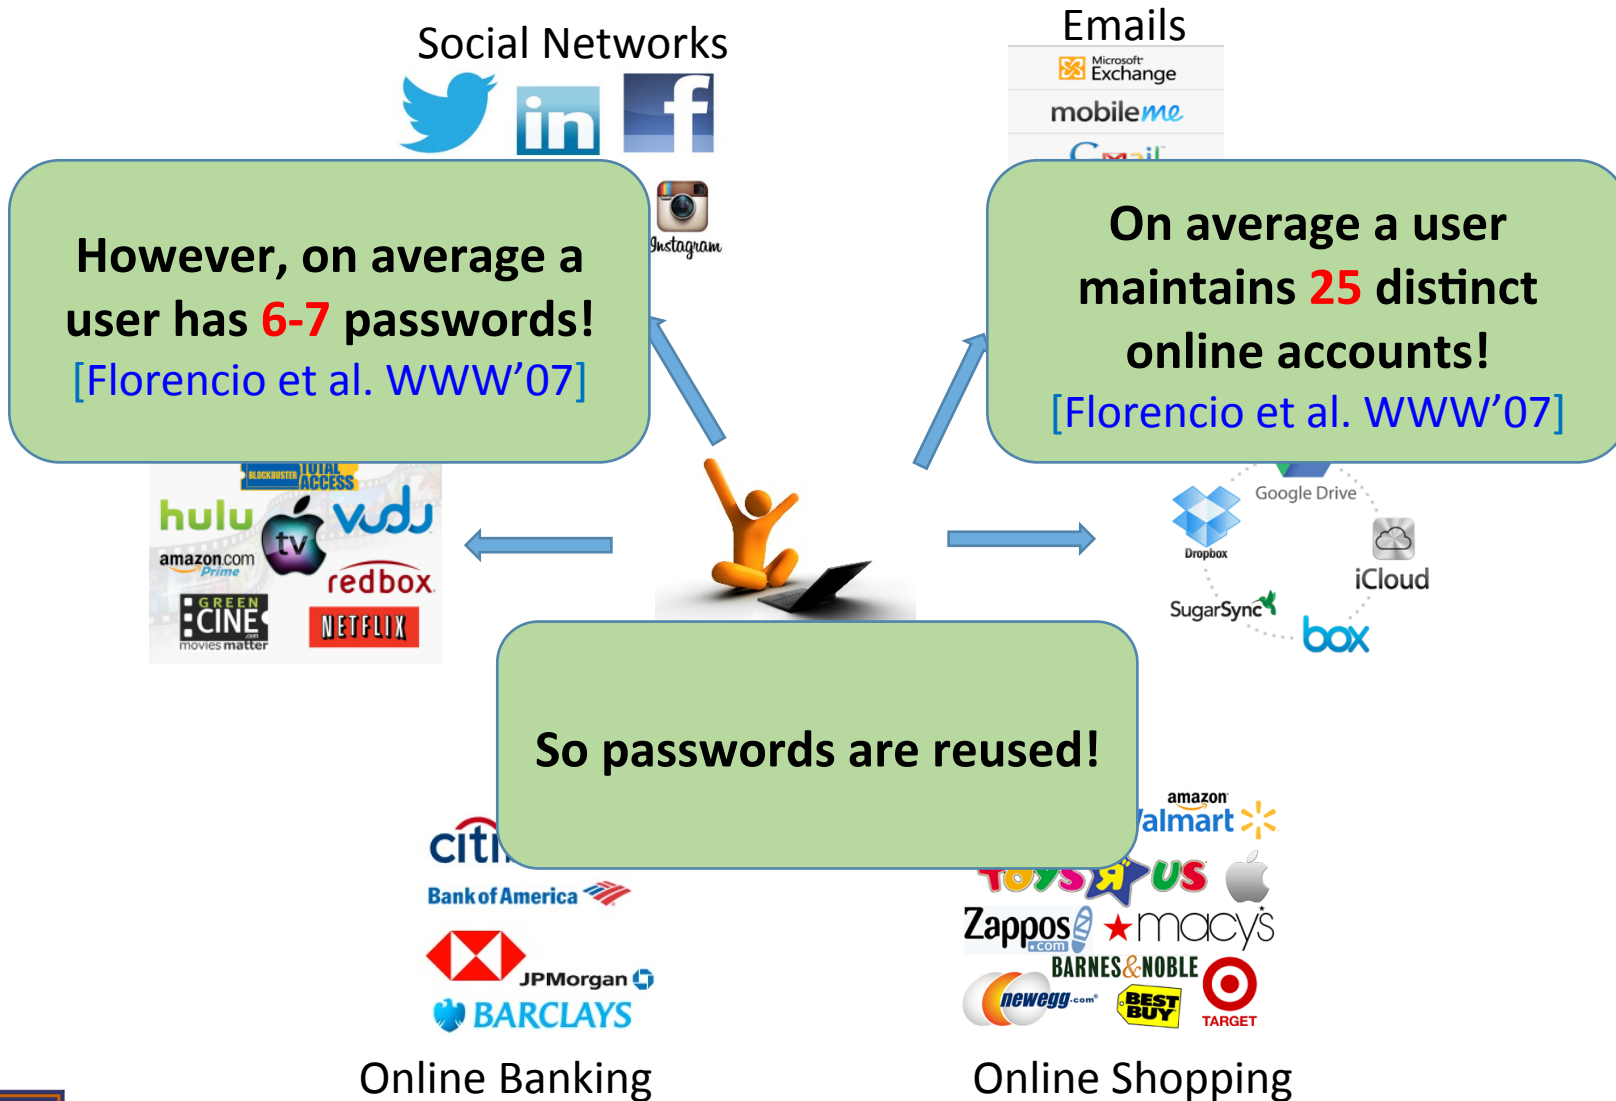 Social Networks
Emails
in
f
Microsoft
Exchange
mobileme
Gmail
Instagram
However, on average a
user has 6-7 passwords!
[Florencio et al. WWW’07]
On average a user
maintains 25 distinct
online accounts!
[Florencio et al. WWW’07]
BLOCKBUSTER TOTAL
ACCESS
hulu
tv
vudu
amazon.com
Prime
redbox.
GREEN
CINE
.com
movies matter
NETFLIX
Google Drive
Dropbox
iCloud
SugarSync
box
So passwords are reused!
citi
Bank of America
JPMorgan
BARCLAYS
amazon
Walmart
TOYS R US
Zappos
.com
macy's
BARNES&NOBLE
newegg.com®
BEST
BUY
TARGET
Online Banking
Online Shopping